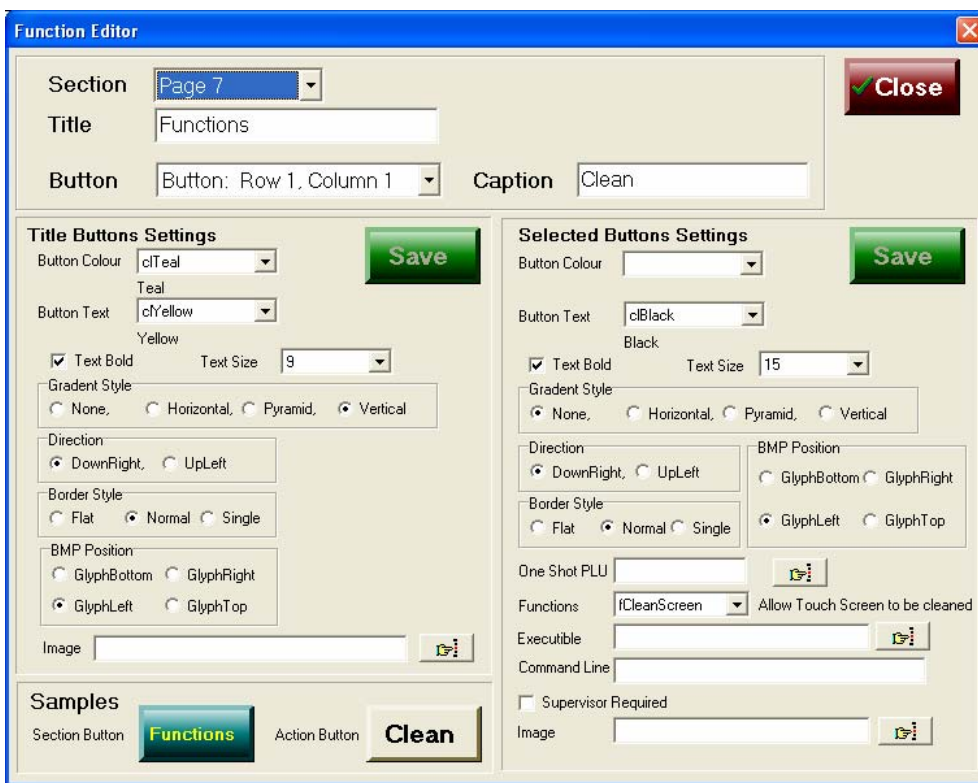 Function Editor
Section Page 7
Close
Title Functions
Button Button: Row 1, Column 1 Caption Clean
Title Buttons Settings
Save
Button Colour clTeal
Teal
Button Text clYellow
Yellow
Text Bold Text Size 9
Gradent Style
None, Horizontal, Pyramid, Vertical
Direction
DownRight, UpLeft
Border Style
Flat Normal Single
BMP Position
GlyphBottom GlyphRight
GlyphLeft GlyphTop
Image
Samples
Section Button Functions Action Button Clean
Selected Buttons Settings
Save
Button Colour
Button Text clBlack
Black
Text Bold Text Size 15
Gradent Style
None, Horizontal, Pyramid, Vertical
Direction
DownRight, UpLeft
BMP Position
GlyphBottom GlyphRight
GlyphLeft GlyphTop
Border Style
Flat Normal Single
One Shot PLU
Functions fCleanScreen Allow Touch Screen to be cleaned
Executible
Command Line
Supervisor Required
Image